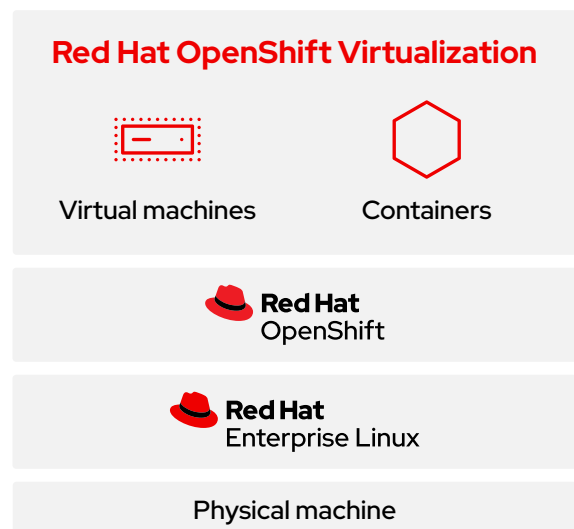 Red Hat OpenShift Virtualization
Virtual machines
Containers
Red Hat
OpenShift
Red Hat
Enterprise Linux
Physical machine